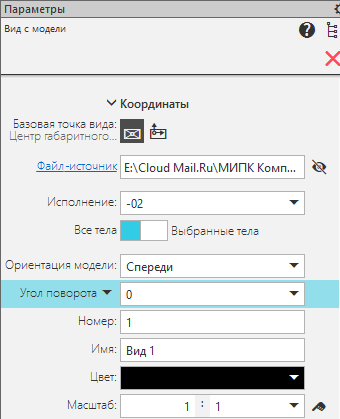 Параметры
Вид с модели
Координаты
Базовая точка вида:
Центр габаритного...
Файл-источник E:\Cloud Mail.Ru\МИПК Комп...
Исполнение: -02
Все тела Выбранные тела
Ориентация модели: Спереди
Угол поворота 0
Номер: 1
Имя: Вид 1
Цвет:
Масштаб: 1 : 1